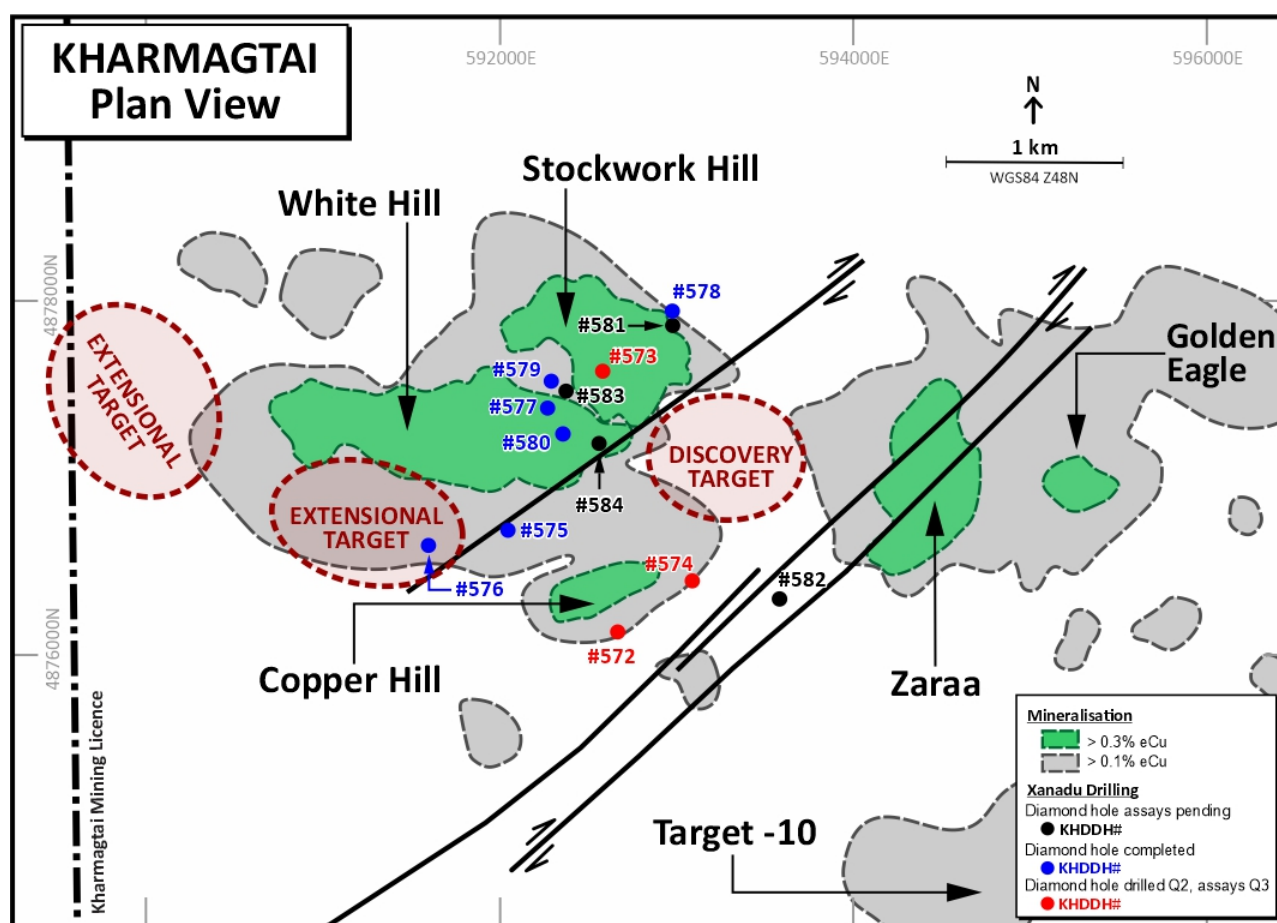 KHARMAGTAI
Plan View
592000E
594000E
596000E
N
1 km
WGS84 Z48N
Stockwork Hill
White Hill
4878000N
#578
#581
#573
#579
#583
#577
#580
#584
Golden
Eagle
EXTENSIONAL
TARGET
DISCOVERY
TARGET
EXTENSIONAL
TARGET
#575
#574
#576
#582
#572
4876000N
Copper Hill
Zaraa
Kharmagtai Mining Licence
Target -10
Mineralisation
> 0.3% eCu
> 0.1% eCu
Xanadu Drilling
Diamond hole assays pending
KHDDH#
Diamond hole completed
KHDDH#
Diamond hole drilled Q2, assays Q3
KHDDH#